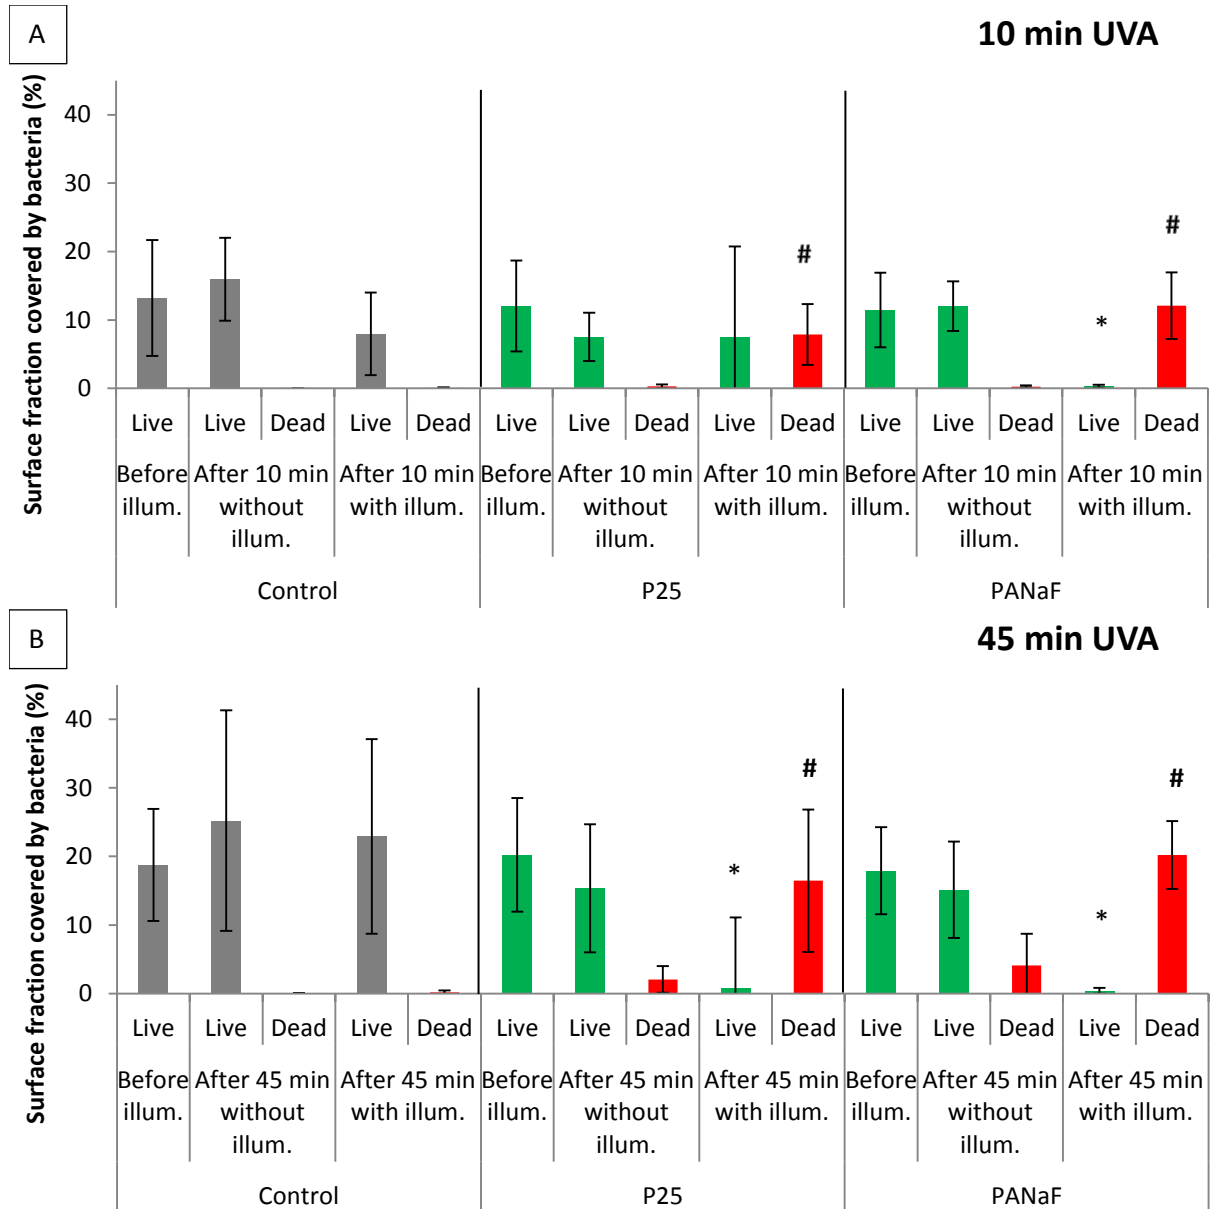 A
10 min UVA
Surface fraction covered by bacteria (%)
40
30
20
10
0
#
*
#
Live Live Dead Live Dead Live Live Dead Live Dead Live Live Dead Live Dead
Before After 10 min After 10 min Before After 10 min After 10 min Before After 10 min After 10 min
illum. without with illum. illum. without with illum. illum. without with illum.
illum. illum. illum.
Control P25 PANaF
B
45 min UVA
Surface fraction covered by bacteria (%)
40
30
20
10
0
*
#
*
#
Live Live Dead Live Dead Live Live Dead Live Dead Live Live Dead Live Dead
Before After 45 min After 45 min Before After 45 min After 45 min Before After 45 min After 45 min
illum. without with illum. illum. without with illum. illum. without with illum.
illum. illum. illum.
Control P25 PANaF